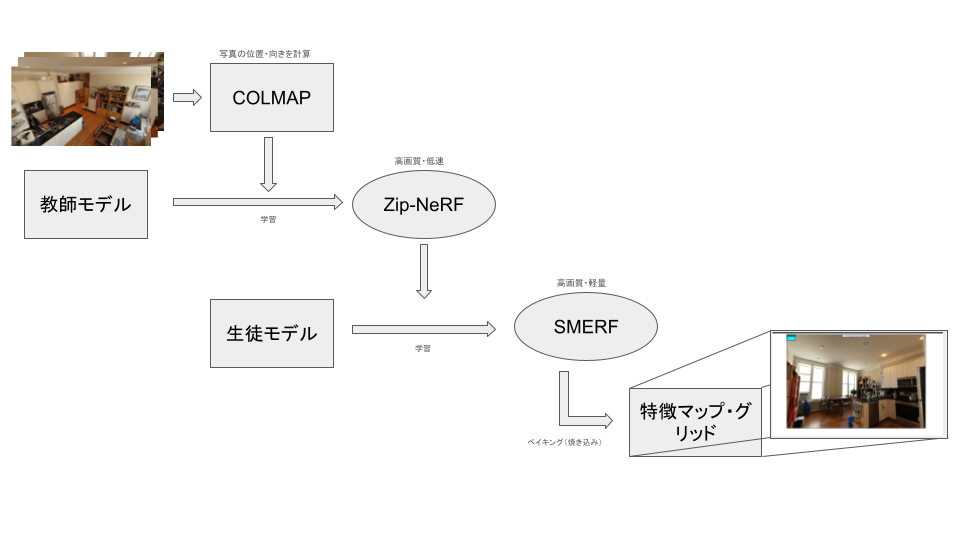 写真の位置・向きを計算
COLMAP
高画質・低速
教師モデル
Zip-NeRF
学習
高画質・軽量
生徒モデル
SMERF
学習
特徴マップ・グ
リッド
ベイキング(焼き込み)